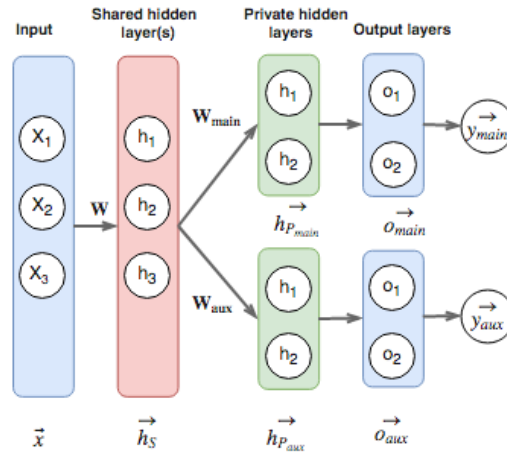 Input
Shared hidden
layer(s)
Private hidden
layers
Output layers
X1
X2
X3
W
h1
h2
h3
Wmain
Waux
h1
h2
o1
o2
ymain
hPmain
omain
h1
h2
o1
o2
yaux
x
hS
hPaux
oaux